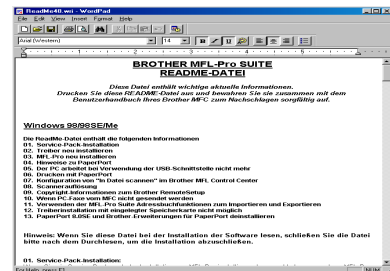 ReadMe40.wri - WordPad
File Edit View Insert Format Help
Arial (Western) 14
BROTHER MFL-Pro SUITE
README-DATEI
Diese Datei enthält wichtige aktuelle Informationen.
Drucken Sie diese README-Datei aus und bewahren Sie sie zusammen mit dem
Benutzerhandbuch Ihres Brother MFC zum Nachschlagen sorgfältig auf.
Windows 98/98SE/Me
Die ReadMe-Datei enthält die folgenden Informationen
01. Service-Pack-Installation
02. Treiber neu installieren
03. MFL-Pro neu installieren
04. Hinweise zu PaperPort
05. Der PC arbeitet bei Verwendung der USB-Schnittstelle nicht mehr
06. Drucken mit PaperPort
07. Konfiguration von "In Datei scannen" im Brother MFL Control Center
08. Scannerauflösung
09. Copyright-Informationen zum Brother RemoteSetup
10. Wenn PC-Faxe vom MFC nicht gesendet werden
11. Verwenden der MFL-Pro Suite Adressbuchfunktionen zum Importieren und Exportieren
12. Treiberinstallation mit eingelegter Speicherkarte nicht möglich
13. PaperPort 8.0SE und Brother-Erweiterungen für PaperPort deinstallieren
Hinweis: Wenn Sie diese Datei bei der Installation der Software lesen, schließen Sie die Datei
bitte nach dem Durchlesen, um die Installation abzuschließen.
01. Service-Pack-Installation:
For Help, press F1 NUM